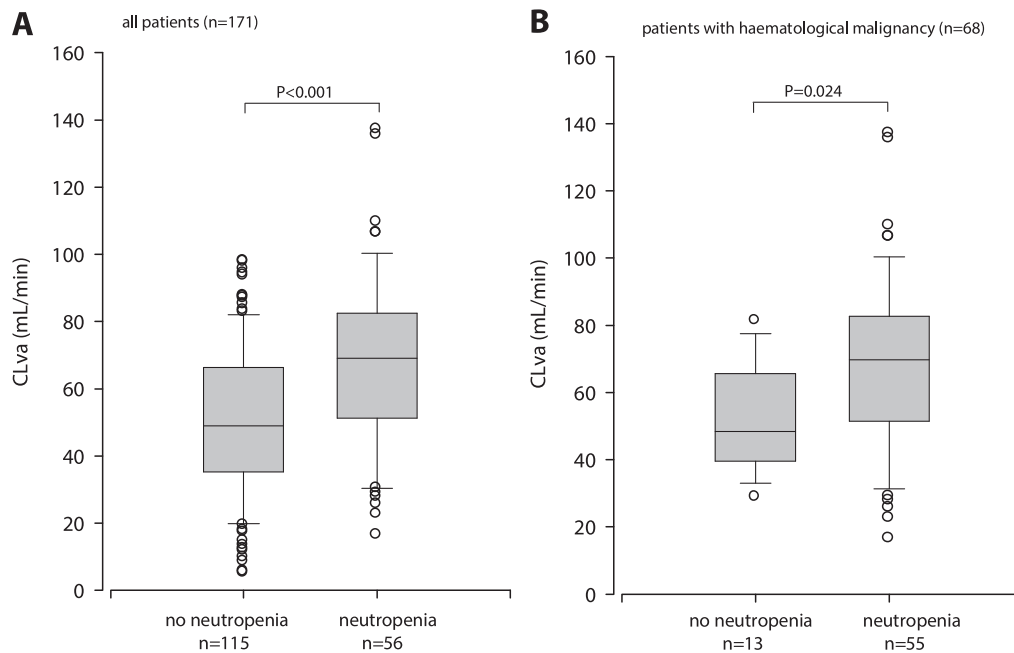 A
all patients (n=171)
160
140
120
100
80
60
40
20
0
CLva (mL/min)
P<0.001
no neutropenia
n=115
neutropenia
n=56
B
patients with haematological malignancy (n=68)
160
140
120
100
80
60
40
20
0
CLva (mL/min)
P=0.024
no neutropenia
n=13
neutropenia
n=55